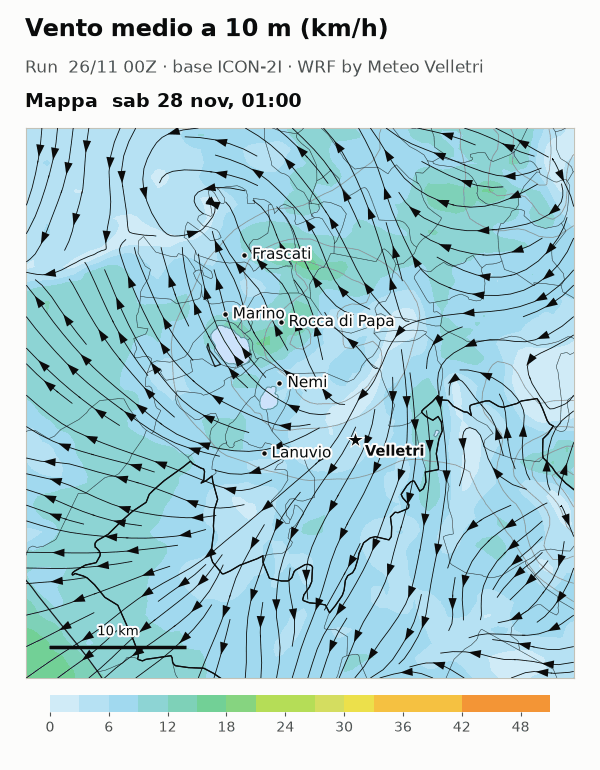 Vento medio a 10 m (km/h)
Run  26/11 00Z · base ICON-2I · WRF by Meteo Velletri
Mappa  sab 28 nov, 01:00
Frascati
Marino
Rocca di Papa
Nemi
Velletri
Lanuvio
10 km
0 6 12 18 24 30 36 42 48